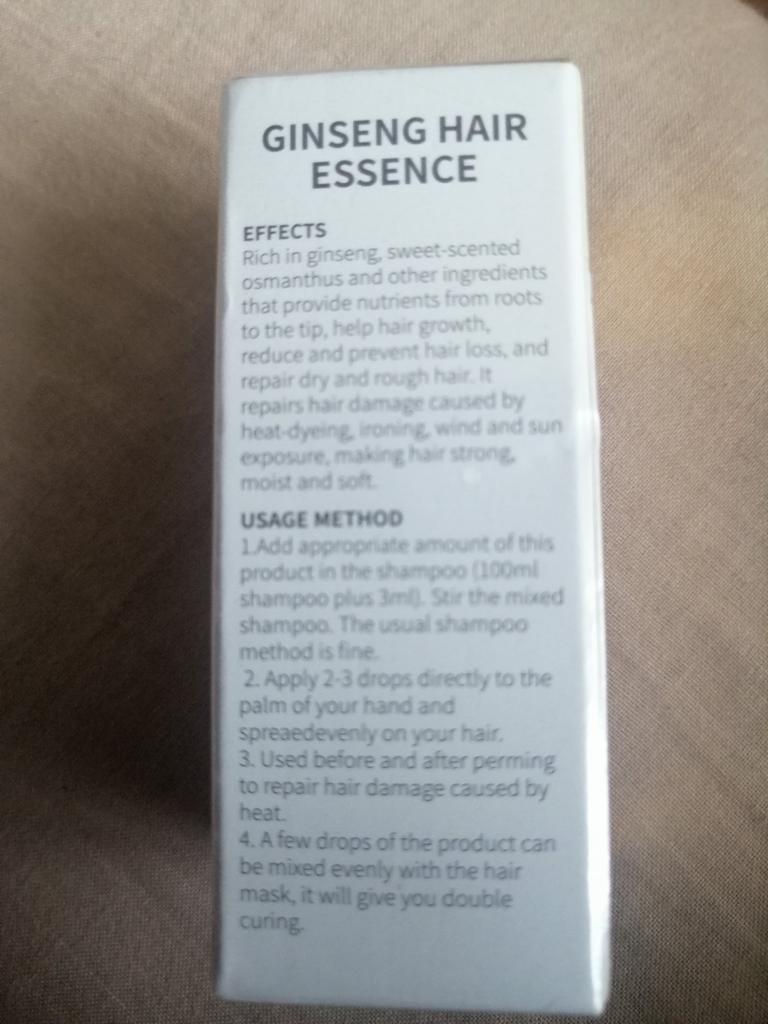 GINSENG HAIR
ESSENCE
EFFECTS
Rich in ginseng, sweet-scented
osmanthus and other ingredients
that provide nutrients from roots
to the tip, help hair growth,
reduce and prevent hair loss, and
repair dry and rough hair. It
repairs hair damage caused by
heat-dyeing, ironing, wind and sun
exposure, making hair strong,
moist and soft.
USAGE METHOD
1.Add appropriate amount of this
product in the shampoo (100ml
shampoo plus 3ml). Stir the mixed
shampoo. The usual shampoo
method is fine.
2. Apply 2-3 drops directly to the
palm of your hand and
spreaedevenly on your hair.
3. Used before and after perming
to repair hair damage caused by
heat.
4. A few drops of the product can
be mixed evenly with the hair
mask, it will give you double
curing.